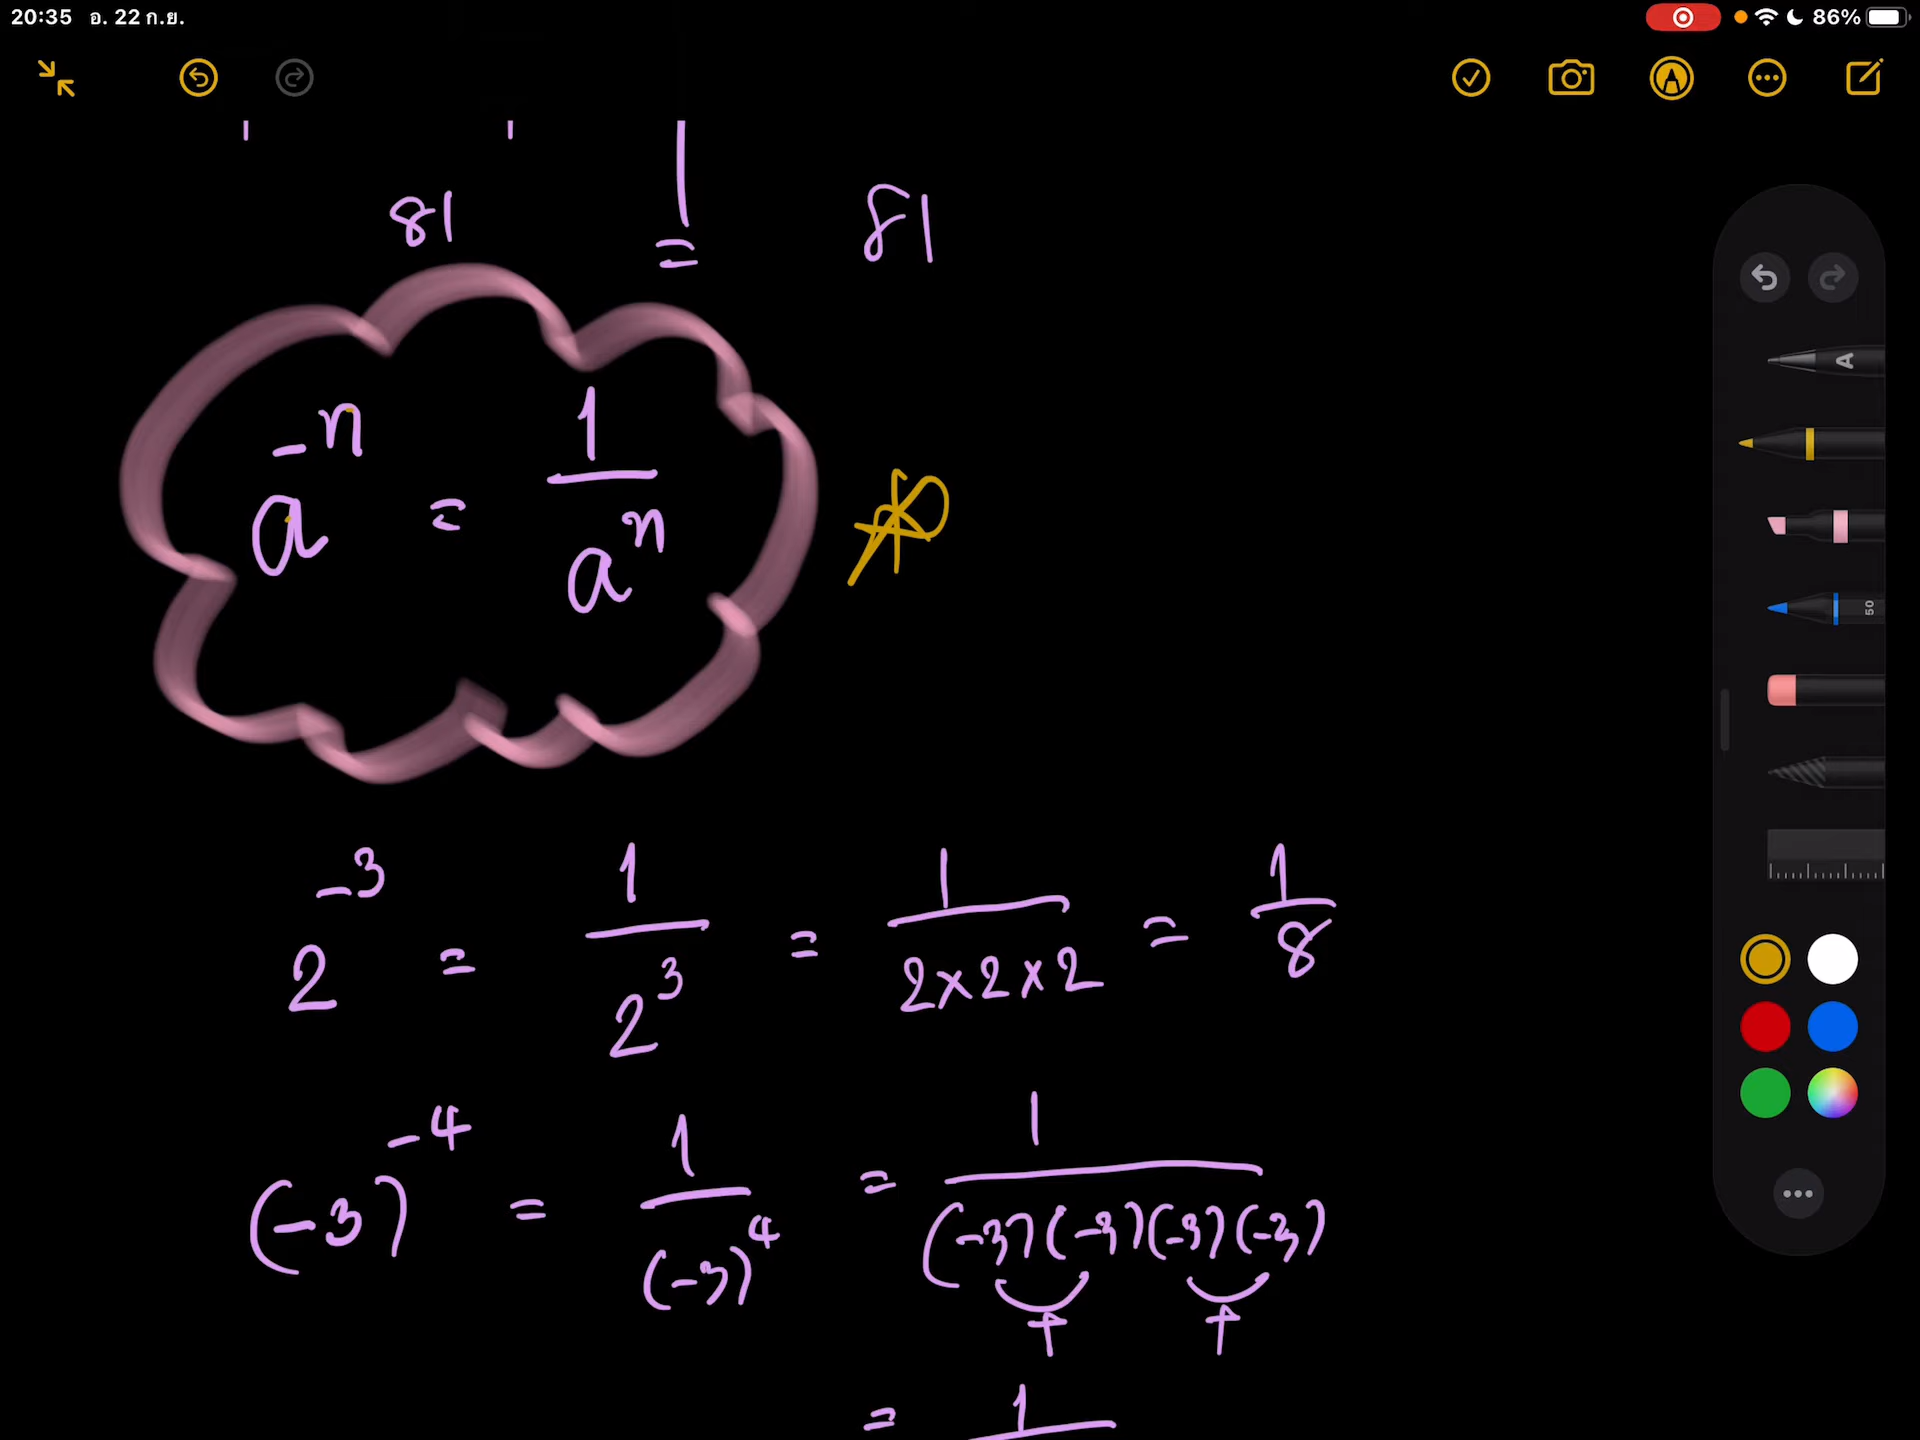 20:35 อ. 22 ก.ย. 86%
81 = 81
a^{-n} = 1/a^n
A
50
2^{-3} = 1/2^3 = 1/2×2×2 = 1/8
(-3)^{-4} = 1/(-3)^4 = 1/(-3)(-3)(-3)(-3)
+ +
= 1